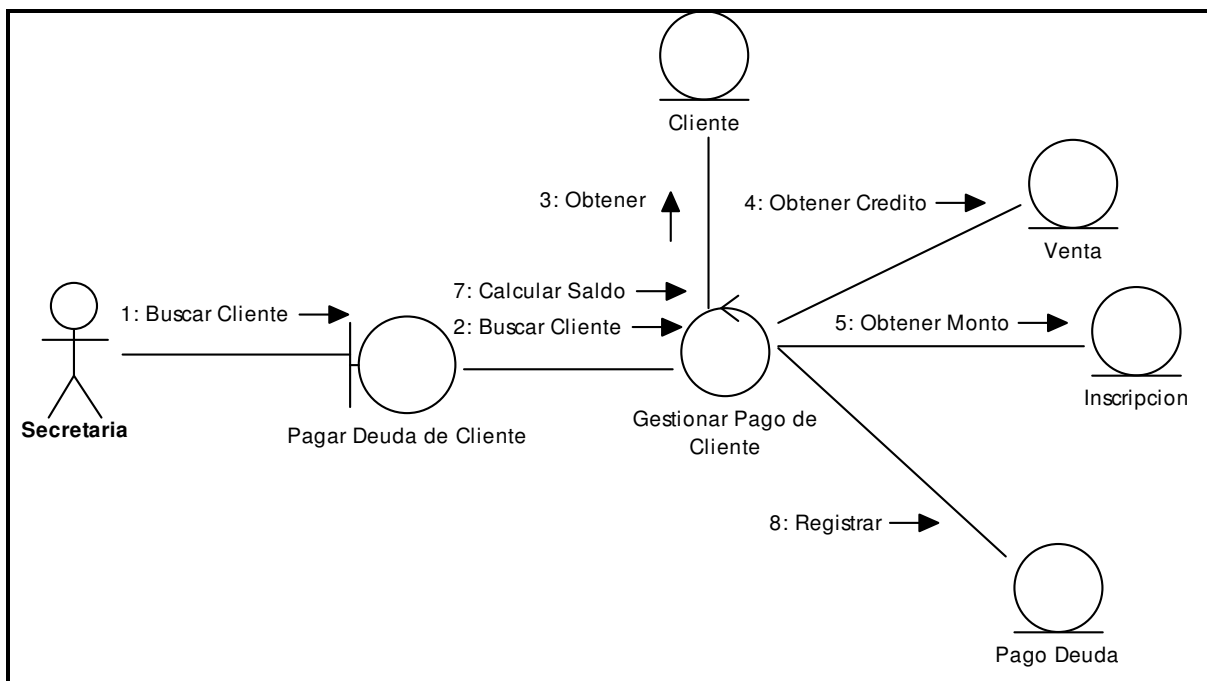 Cliente
3: Obtener
4: Obtener Credito
Venta
7: Calcular Saldo
1: Buscar Cliente
2: Buscar Cliente
5: Obtener Monto
Inscripcion
Secretaria
Pagar Deuda de Cliente
Gestionar Pago de
Cliente
8: Registrar
Pago Deuda